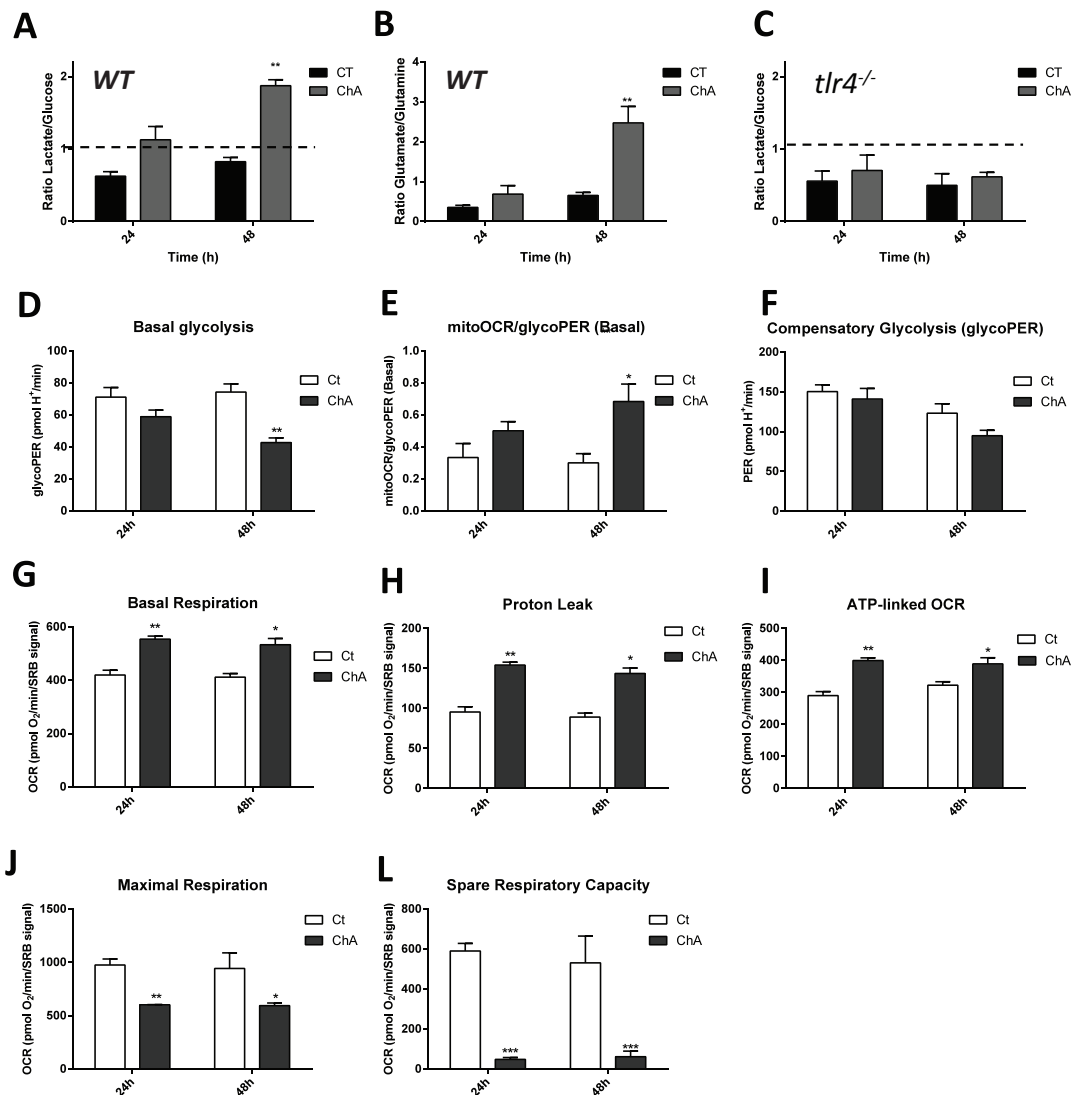 A
WT
CT
ChA
Ratio Lactate/Glucose
2
1
0
**
24
48
Time (h)
B
WT
CT
ChA
Ratio Glutamate/Glutamine
4
3
2
1
0
**
24
48
Time (h)
C
tlr4-/-
CT
ChA
Ratio Lactate/Glucose
2
1
0
24
48
Time (h)
D
Basal glycolysis
Ct
ChA
glycoPER (pmol H+/min)
100
80
60
40
20
0
**
24h
48h
E
mitoOCR/glycoPER (Basal)
Ct
ChA
mitoOCR/glycoPER (Basal)
1.0
0.8
0.6
0.4
0.2
0.0
*
24h
48h
F
Compensatory Glycolysis (glycoPER)
Ct
ChA
PER (pmol H+/min)
200
150
100
50
0
24h
48h
G
Basal Respiration
Ct
ChA
OCR (pmol O2/min/SRB signal)
600
400
200
0
**
*
24h
48h
H
Proton Leak
Ct
ChA
OCR (pmol O2/min/SRB signal)
200
150
100
50
0
**
*
24h
48h
I
ATP-linked OCR
Ct
ChA
OCR (pmol O2/min/SRB signal)
500
400
300
200
100
0
**
*
24h
48h
J
Maximal Respiration
Ct
ChA
OCR (pmol O2/min/SRB signal)
1500
1000
500
0
**
*
24h
48h
L
Spare Respiratory Capacity
Ct
ChA
OCR (pmol O2/min/SRB signal)
800
600
400
200
0
***
***
24h
48h